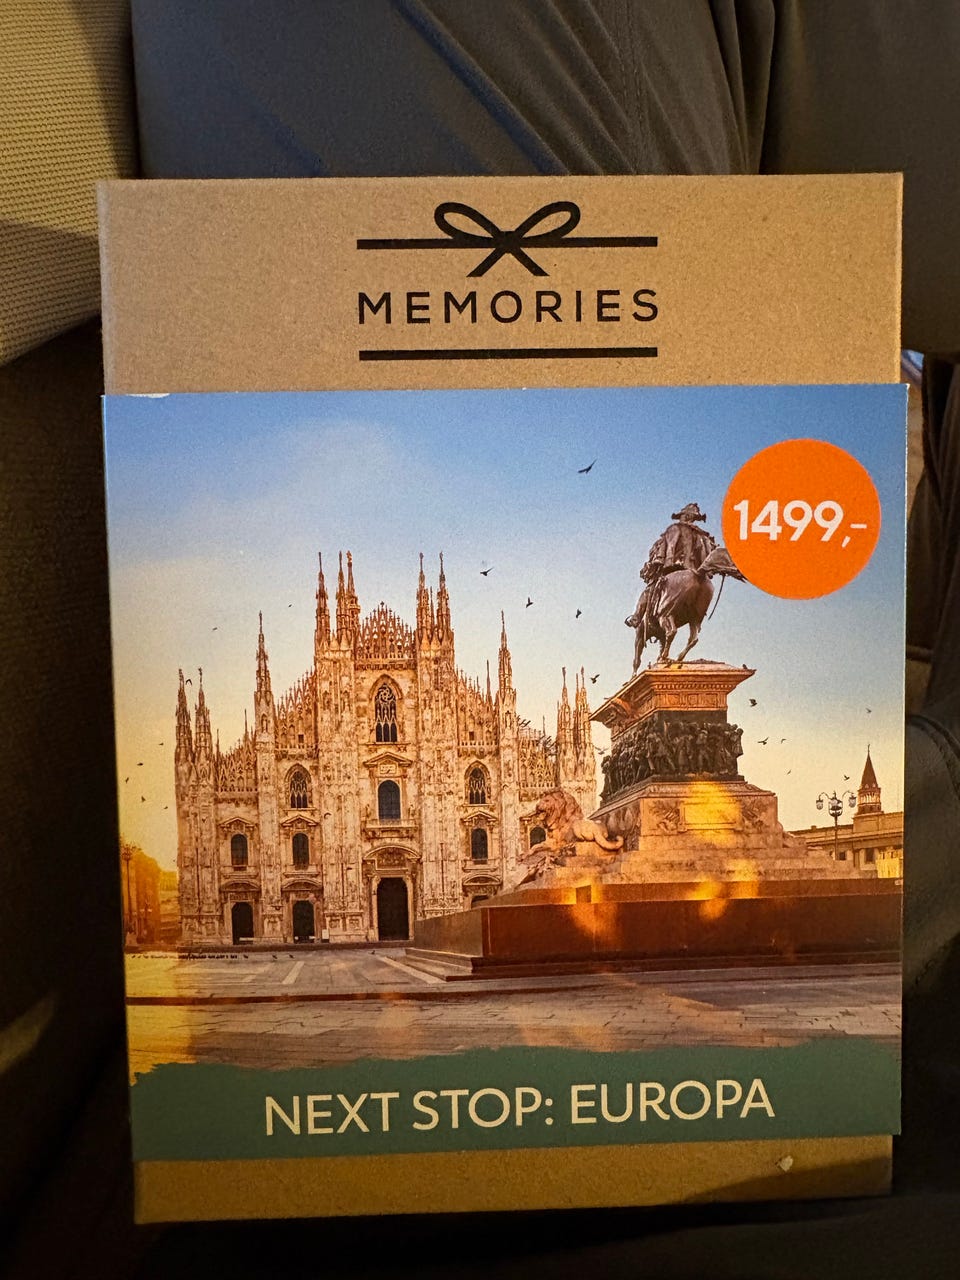 MEMORIES
1499,-
NEXT STOP: EUROPA